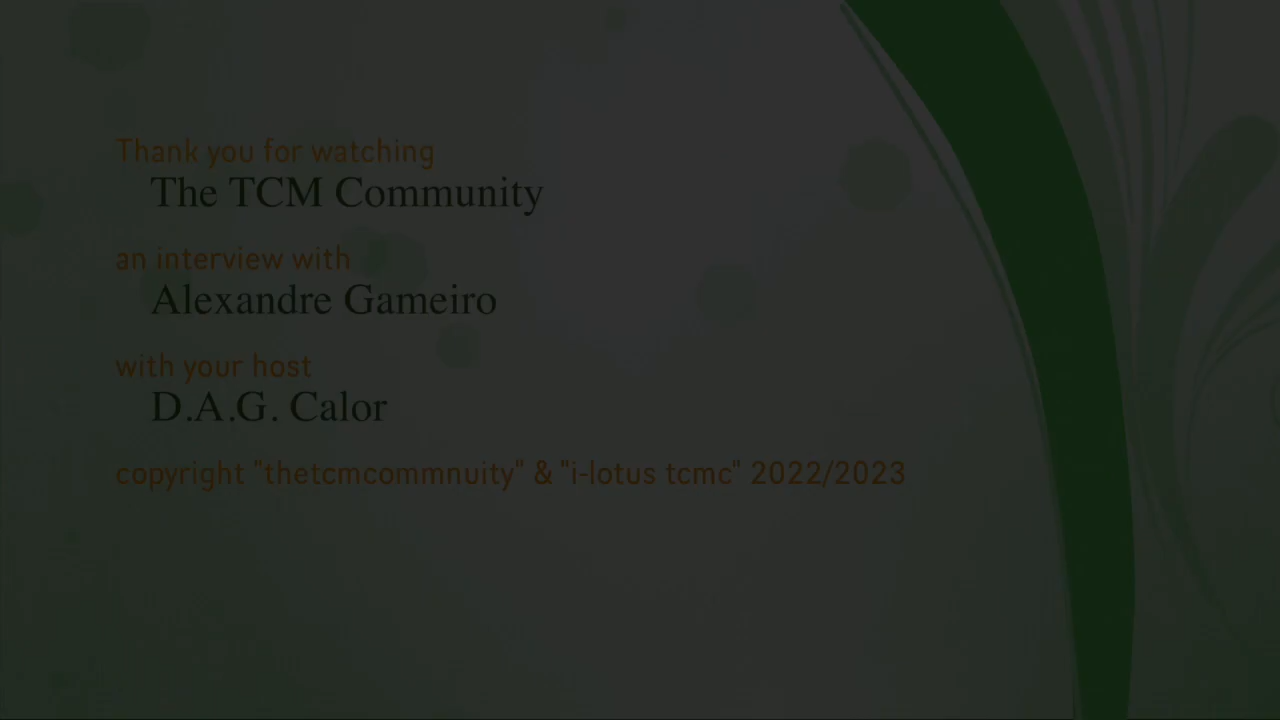 Thank you for watching
The TCM Community
an interview with
Alexandre Gameiro
with your host
D.A.G. Calor
copyright "thetcmcommnuity" & "i-lotus tcmc" 2022/2023